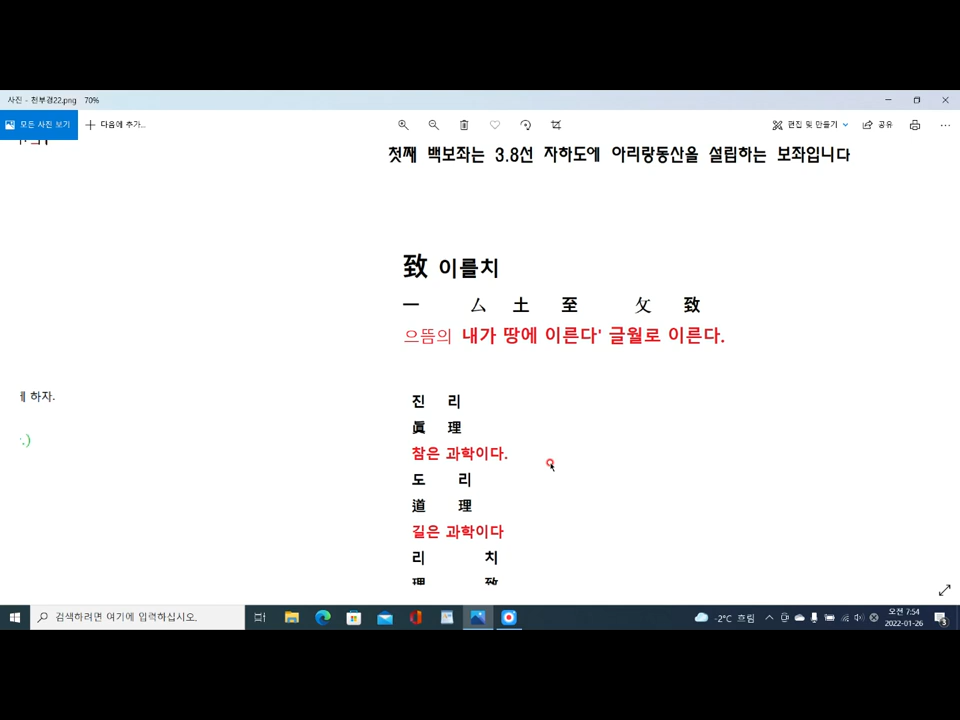 사진 - 천부경22.png 70%
모든 사진 보기 다음에 추가... 편집 및 만들기 공유
첫째 백보좌는 3.8선 자하도에 아리랑동산을 설립하는 보좌입니다
致 이를치
一 厶 土 至 攵 致
으뜸의 내가 땅에 이른다' 글월로 이른다.
하자.
.)
진 리
眞 理
참은 과학이다.
도 리
道 理
길은 과학이다
리 치
理 致
검색하려면 여기에 입력하십시오.
-2°C 흐림
오전 7:54
2022-01-26
3